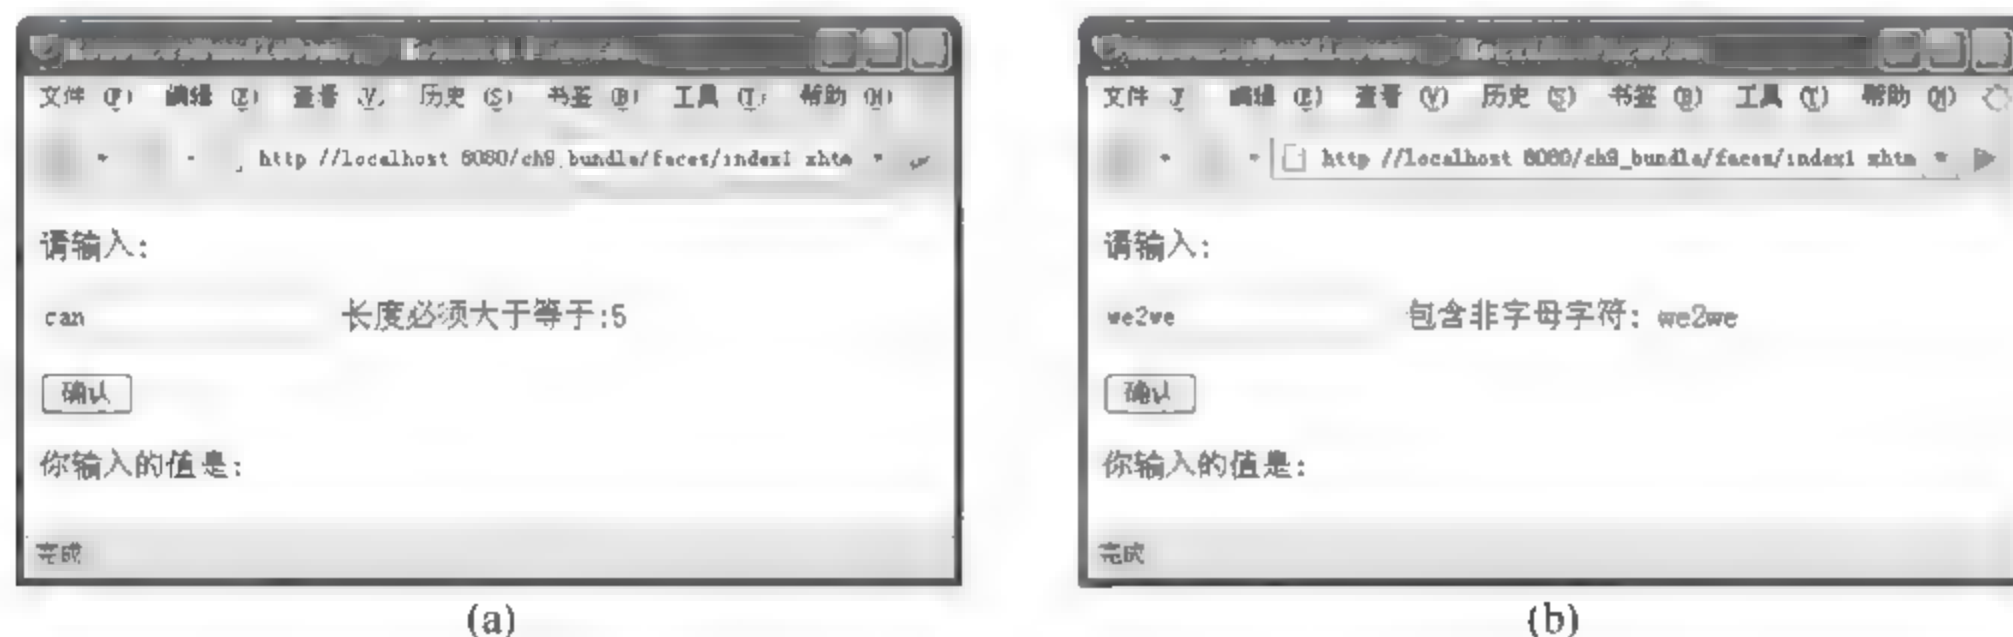 文件 (F) 编辑 (E) 查看 (V) 历史 (S) 书签 (B) 工具 (T) 帮助 (H)
http //localhost 8080/ch9_bundle/faces/index1 xhtm
请输入:
can 长度必须大于等于:5
确认
你输入的值是:
完成
(a)
文件 F 编辑 (E) 查看 (V) 历史 (S) 书签 (B) 工具 (T) 帮助 (H)
http //localhost 8080/ch9_bundle/faces/index1 xhtm
请输入:
we2we 包含非字母字符: we2we
确认
你输入的值是:
完成
(b)